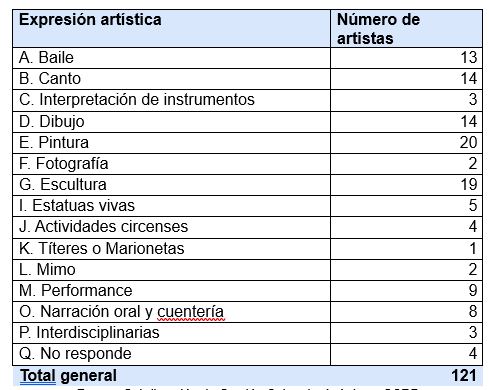 Expresión artística Número de
artistas
A. Baile 13
B. Canto 14
C. Interpretación de instrumentos 3
D. Dibujo 14
E. Pintura 20
F. Fotografía 2
G. Escultura 19
I. Estatuas vivas 5
J. Actividades circenses 4
K. Títeres o Marionetas 1
L. Mimo 2
M. Performance 9
O. Narración oral y cuentería 8
P. Interdisciplinarias 3
Q. No responde 4
Total general 121